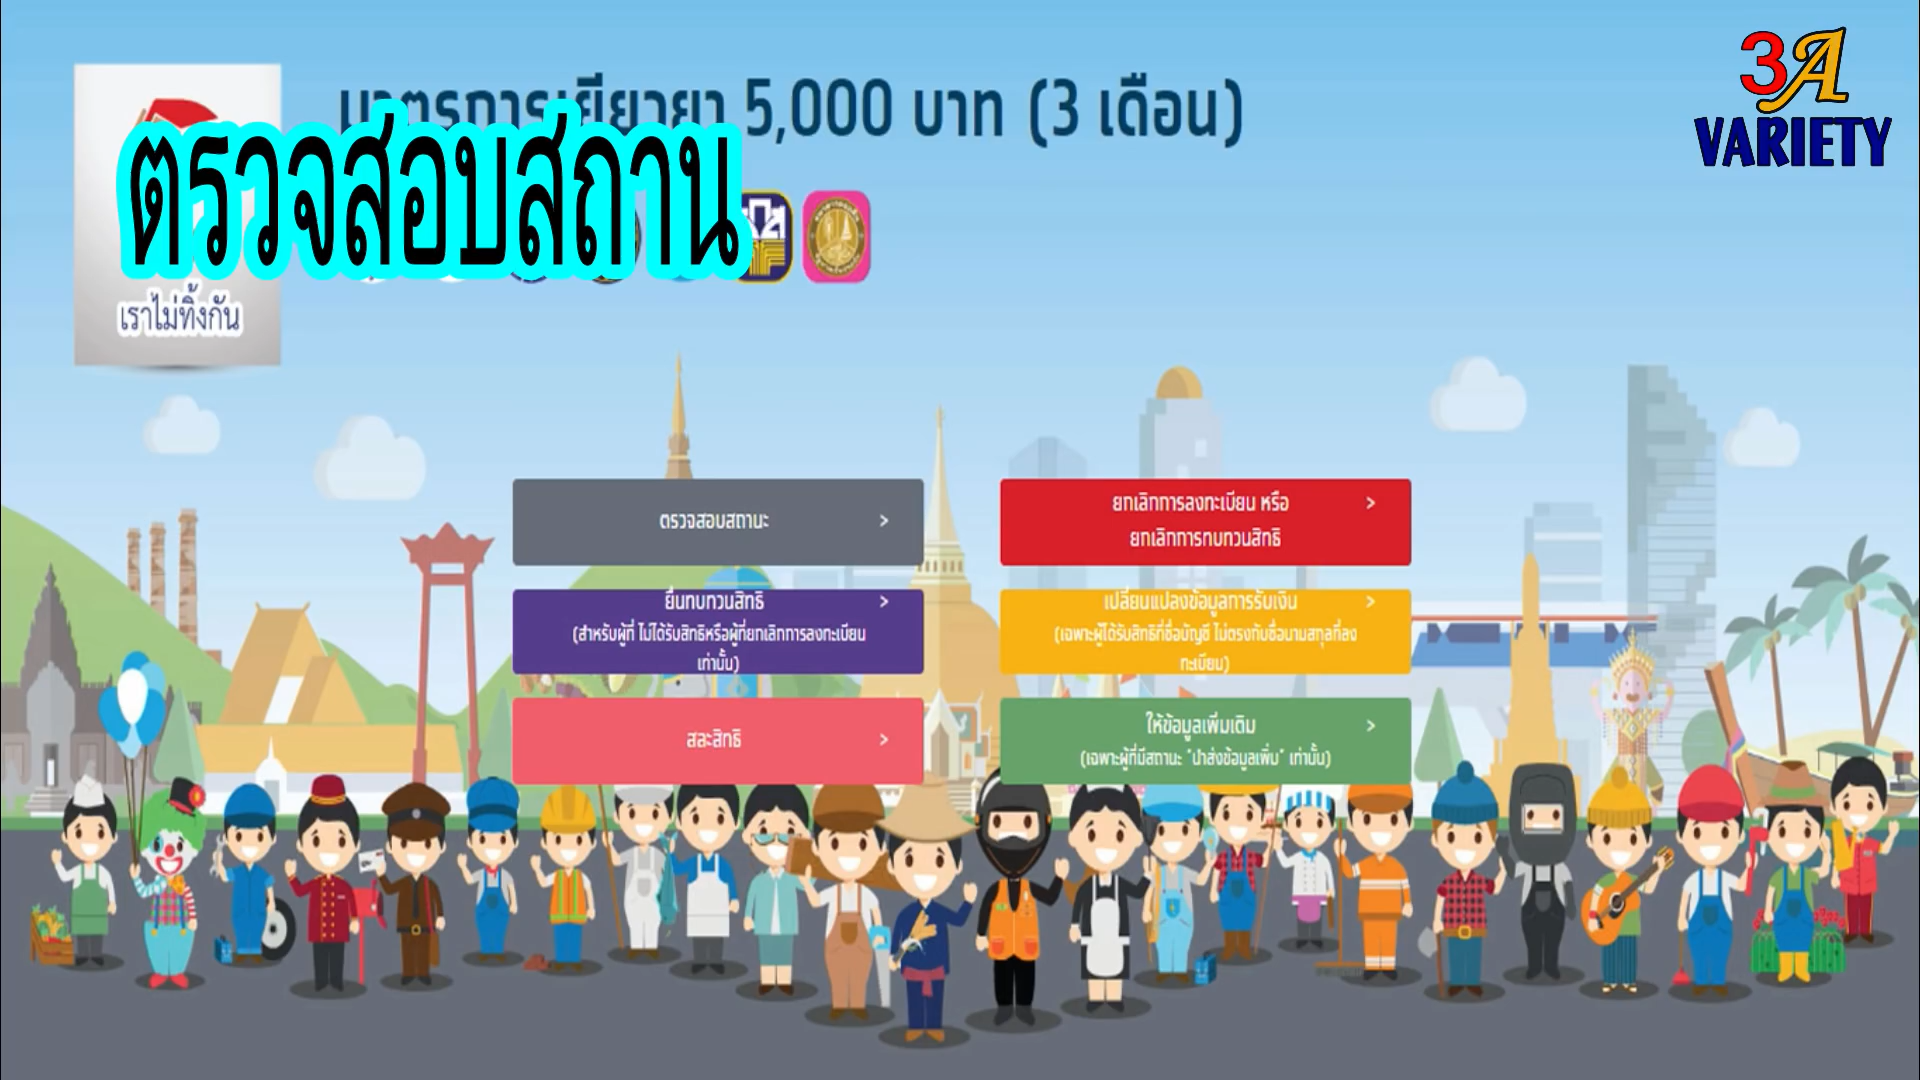 3A
VARIETY
มาตรการเยียวยา 5,000 บาท (3 เดือน)
ตรวจสอบสถาน
เราไม่ทิ้งกัน
ตรวจสอบสถานะ >
ยกเลิกการลงทะเบียน หรือ >
ยกเลิกการทบทวนสิทธิ
ยื่นทบทวนสิทธิ >
(สำหรับผู้ที่ ไม่ได้รับสิทธิหรือผู้ที่ยกเลิกการลงทะเบียน
เท่านั้น)
เปลี่ยนแปลงข้อมูลการรับเงิน >
(เฉพาะผู้ได้รับสิทธิที่ชื่อบัญชี ไม่ตรงกับชื่อนามสกุลที่ลง
ทะเบียน)
สละสิทธิ >
ให้ข้อมูลเพิ่มเติม >
(เฉพาะผู้ที่มีสถานะ "นำส่งข้อมูลเพิ่ม" เท่านั้น)